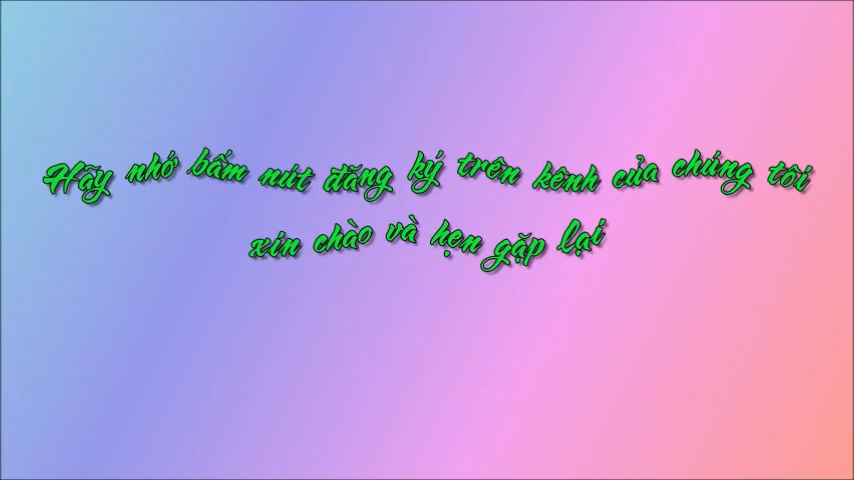 Hãy nhớ bấm nút đăng ký trên kênh của chúng tôi
xin chào và hẹn gặp lại